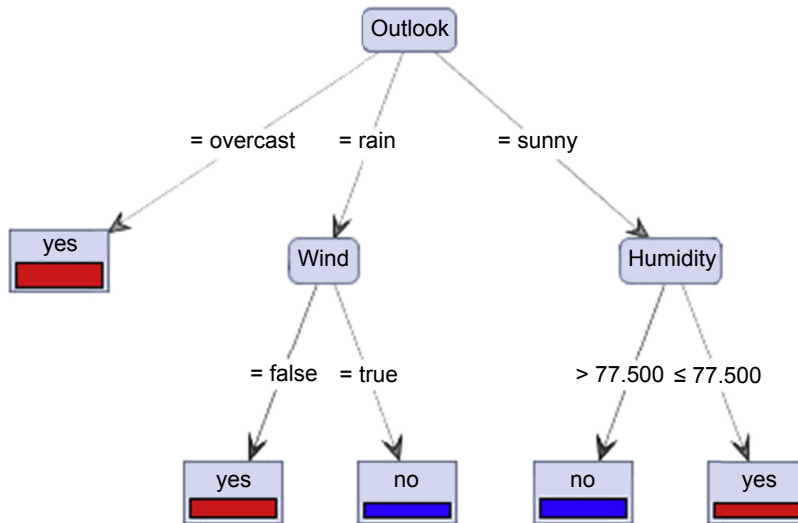 Outlook
= overcast
= rain
= sunny
yes
Wind
Humidity
= false
= true
> 77.500
≤ 77.500
yes
no
no
yes